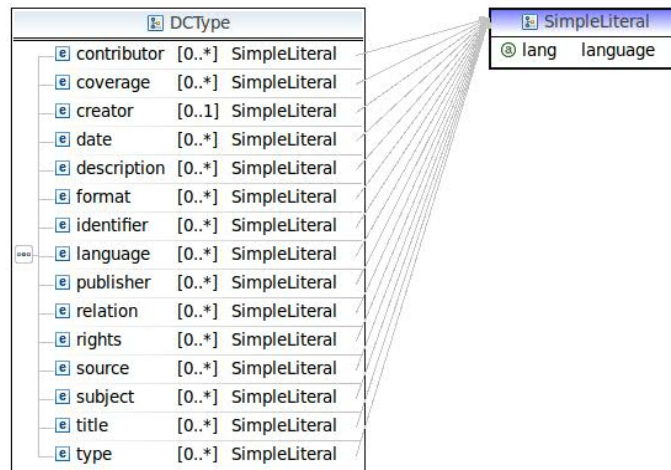 DCType
contributor [0..*] SimpleLiteral
coverage [0..*] SimpleLiteral
creator [0..1] SimpleLiteral
date [0..*] SimpleLiteral
description [0..*] SimpleLiteral
format [0..*] SimpleLiteral
identifier [0..*] SimpleLiteral
language [0..*] SimpleLiteral
publisher [0..*] SimpleLiteral
relation [0..*] SimpleLiteral
rights [0..*] SimpleLiteral
source [0..*] SimpleLiteral
subject [0..*] SimpleLiteral
title [0..*] SimpleLiteral
type [0..*] SimpleLiteral
SimpleLiteral
lang language